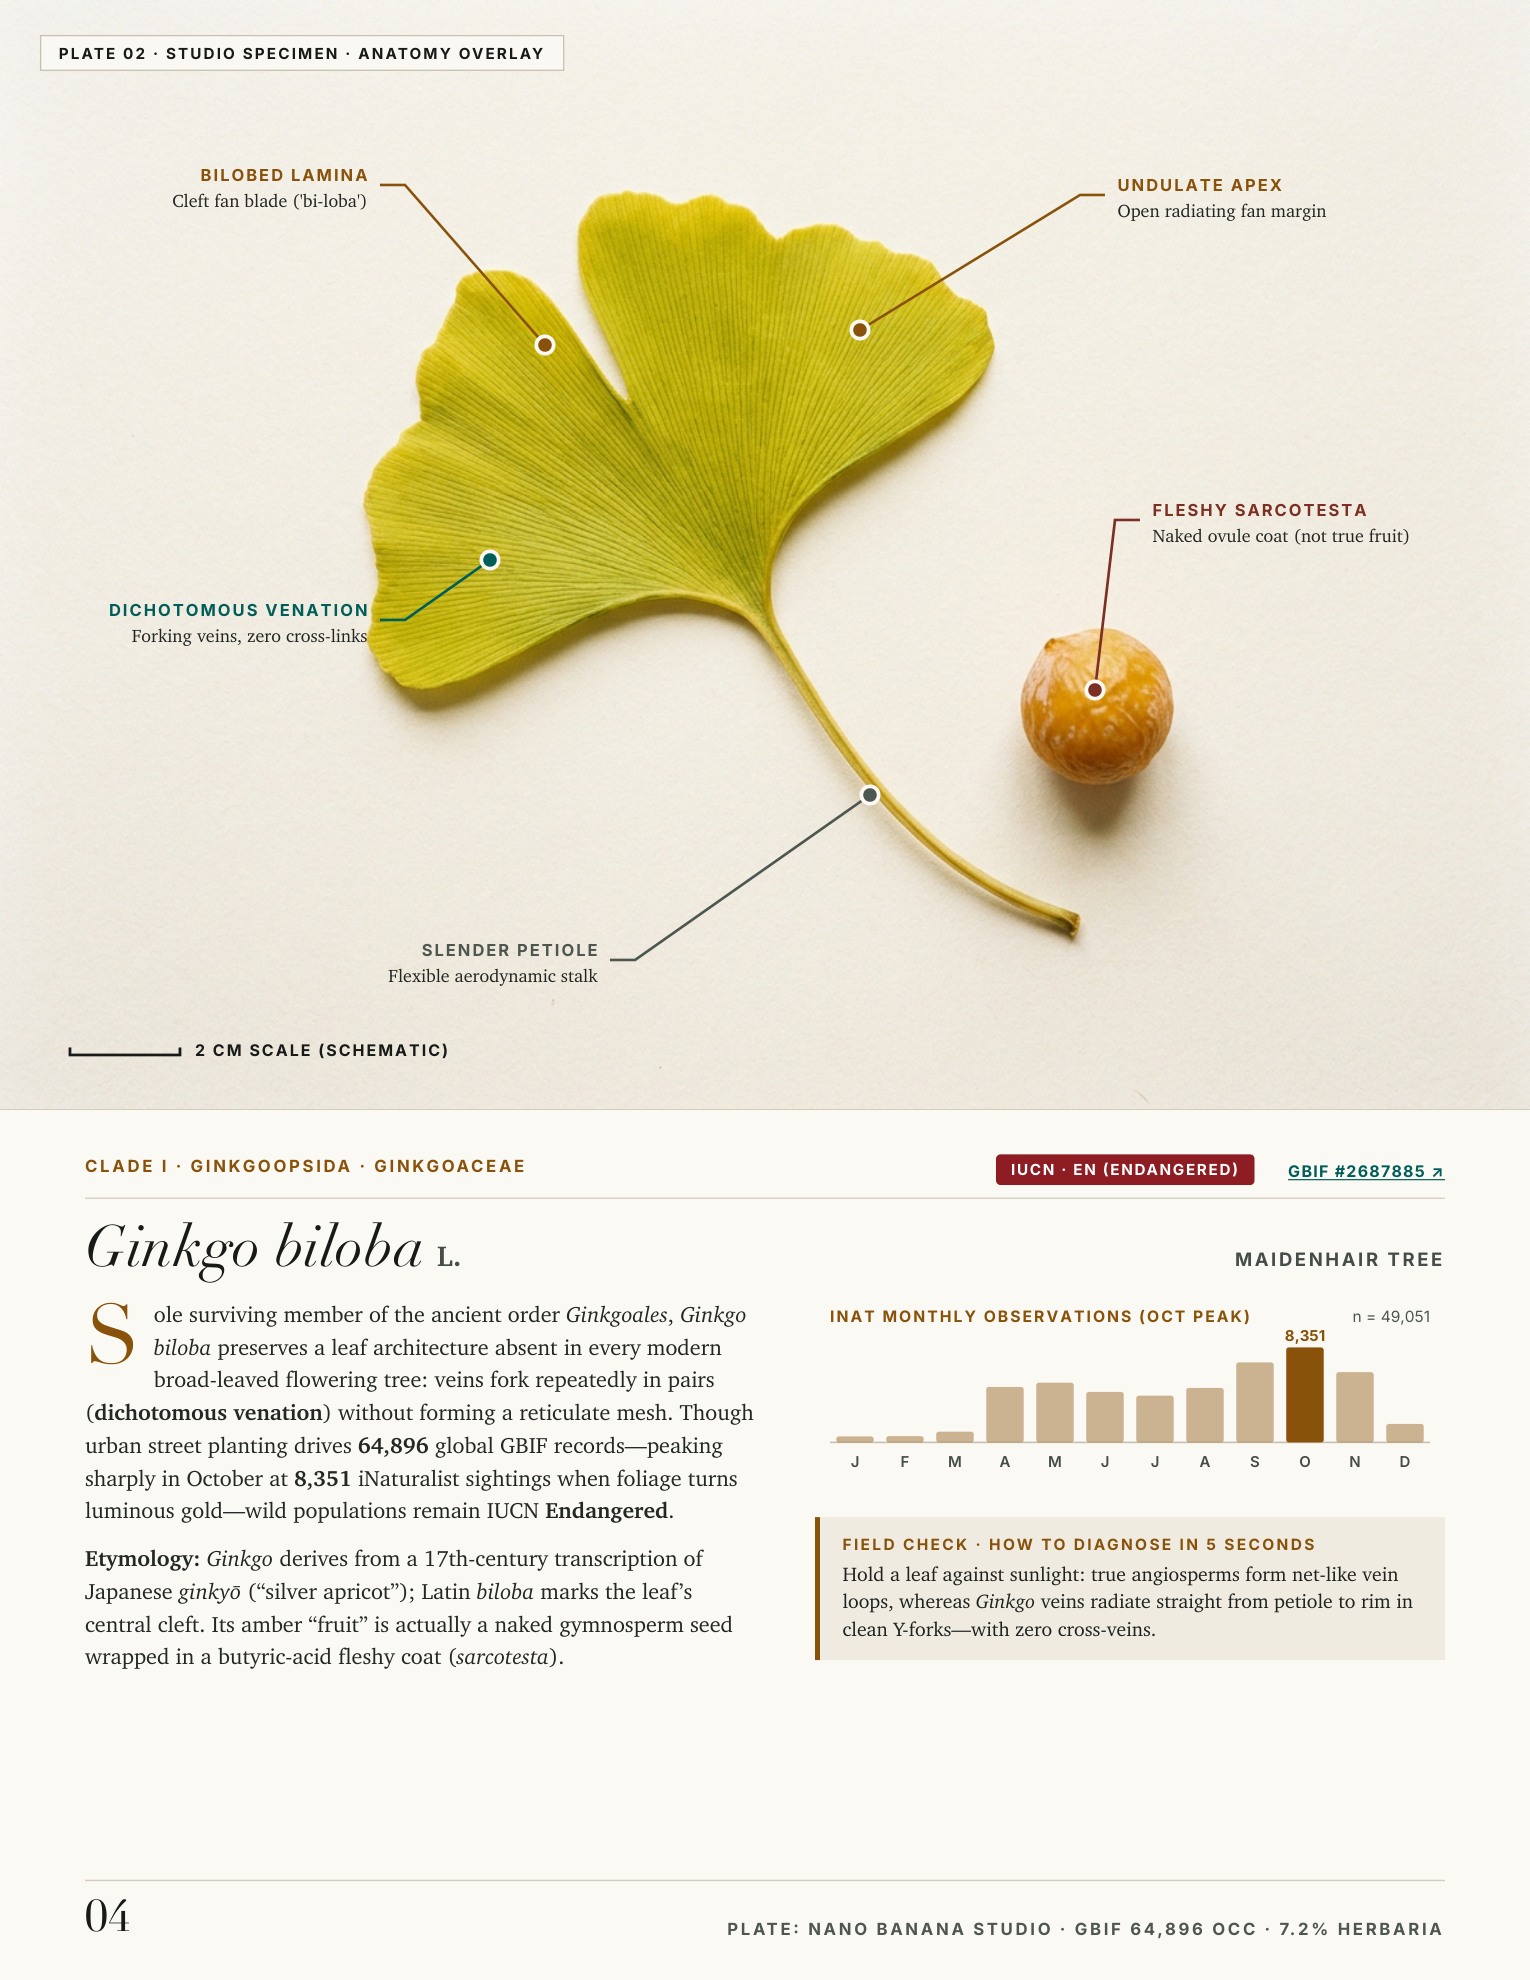 PLATE 02 · STUDIO SPECIMEN · ANATOMY OVERLAY
BILOBED LAMINA
Cleft fan blade ('bi-loba')
UNDULATE APEX
Open radiating fan margin
FLESHY SARCOTESTA
Naked ovule coat (not true fruit)
DICHOTOMOUS VENATION
Forking veins, zero cross-links
SLENDER PETIOLE
Flexible aerodynamic stalk
2 CM SCALE (SCHEMATIC)
CLADE I · GINKGOOPSIDA · GINKGOACEAE
IUCN · EN (ENDANGERED)
GBIF #2687885 ↗
Ginkgo biloba L.
MAIDENHAIR TREE
Sole surviving member of the ancient order Ginkgoales, Ginkgo
biloba preserves a leaf architecture absent in every modern
broad-leaved flowering tree: veins fork repeatedly in pairs
(dichotomous venation) without forming a reticulate mesh. Though
urban street planting drives 64,896 global GBIF records—peaking
sharply in October at 8,351 iNaturalist sightings when foliage turns
luminous gold—wild populations remain IUCN Endangered.
Etymology: Ginkgo derives from a 17th-century transcription of
Japanese ginkyō (“silver apricot”); Latin biloba marks the leaf’s
central cleft. Its amber “fruit” is actually a naked gymnosperm seed
wrapped in a butyric-acid fleshy coat (sarcotesta).
INAT MONTHLY OBSERVATIONS (OCT PEAK)
n = 49,051
8,351
J F M A M J J A S O N D
FIELD CHECK · HOW TO DIAGNOSE IN 5 SECONDS
Hold a leaf against sunlight: true angiosperms form net-like vein
loops, whereas Ginkgo veins radiate straight from petiole to rim in
clean Y-forks—with zero cross-veins.
04
PLATE: NANO BANANA STUDIO · GBIF 64,896 OCC · 7.2% HERBARIA